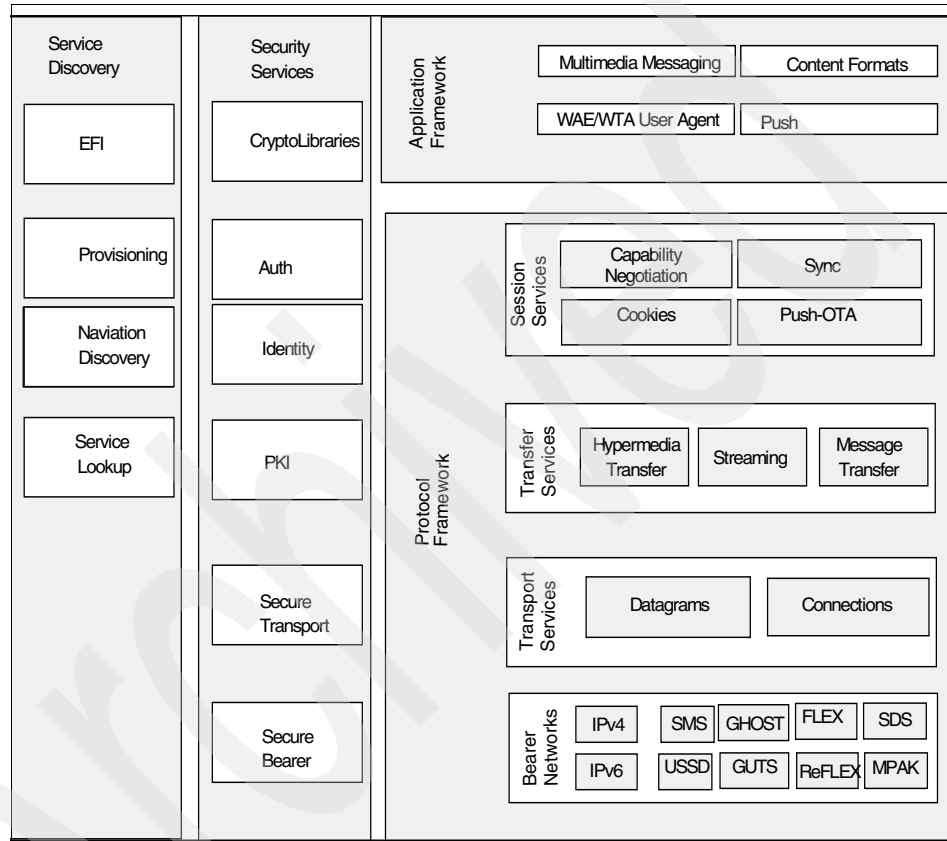 Service
Discovery
EFI
Provisioning
Naviation
Discovery
Service
Lookup
Security
Services
CryptoLibraries
Auth
Identity
PKI
Secure
Transport
Secure
Bearer
Application
Framework
Multimedia Messaging
Content Formats
WAE/WTA User Agent
Push
Protocol
Framework
Session
Services
Capability
Negotiation
Sync
Cookies
Push-OTA
Transfer
Services
Hypermedia
Transfer
Streaming
Message
Transfer
Transport
Services
Datagrams
Connections
Bearer
Networks
IPv4
SMS
GHOST
FLEX
SDS
IPv6
USSD
GUTS
ReFLEX
MPAK
Archived